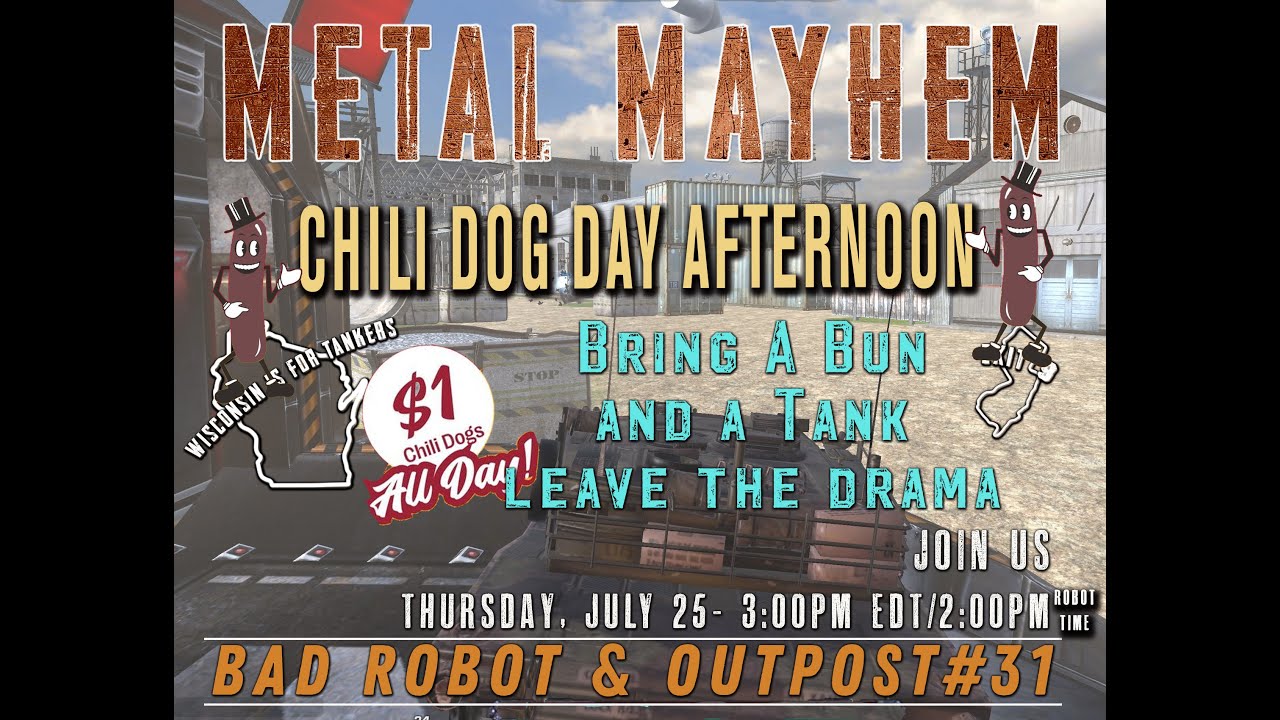 METAL MAYHEM
CHILI DOG DAY AFTERNOON
WISCONSIN IS FOR TANKERS
$1
Chili Dogs
All Day!
STOP
BRING A BUN
AND A TANK
LEAVE THE DRAMA
JOIN US
THURSDAY, JULY 25- 3:00PM EDT/2:00PM ROBOT TIME
BAD ROBOT & OUTPOST#31